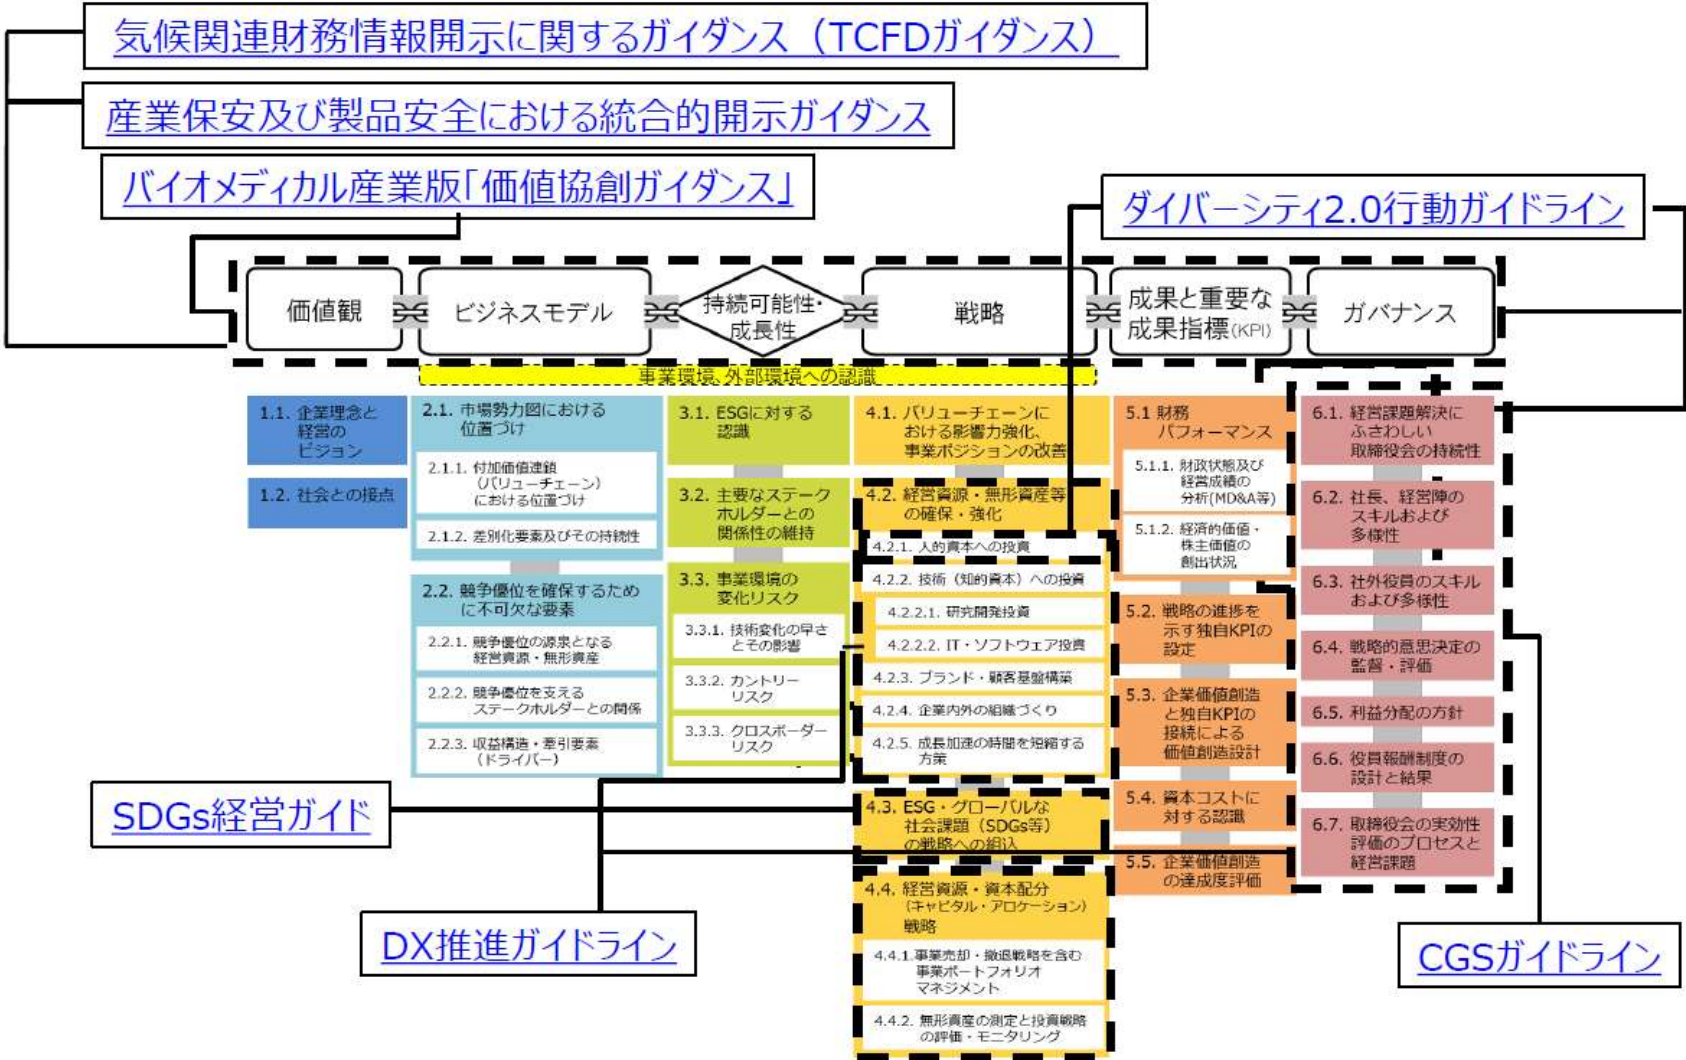 気候関連財務情報開示に関するガイダンス（TCFDガイダンス）
産業保安及び製品安全における統合的開示ガイダンス
バイオメディカル産業版「価値協創ガイダンス」
ダイバーシティ2.0行動ガイドライン
価値観
ビジネスモデル
持続可能性・
成長性
戦略
成果と重要な
成果指標(KPI)
ガバナンス
事業環境、外部環境への認識
1.1. 企業理念と
経営の
ビジョン
1.2. 社会との接点
2.1. 市場勢力図における
位置づけ
2.1.1. 付加価値連鎖
（バリューチェーン）
における位置づけ
2.1.2. 差別化要素及びその持続性
2.2. 競争優位を確保するため
に不可欠な要素
2.2.1. 競争優位の源泉となる
経営資源・無形資産
2.2.2. 競争優位を支える
ステークホルダーとの関係
2.2.3. 収益構造・牽引要素
（ドライバー）
3.1. ESGに対する
認識
3.2. 主要なステーク
ホルダーとの
関係性の維持
3.3. 事業環境の
変化リスク
3.3.1. 技術変化の早さ
とその影響
3.3.2. カントリー
リスク
3.3.3. クロスボーダー
リスク
4.1. バリューチェーンに
おける影響力強化、
事業ポジションの改善
4.2. 経営資源・無形資産等
の確保・強化
4.2.1. 人的資本への投資
4.2.2. 技術（知的資本）への投資
4.2.2.1. 研究開発投資
4.2.2.2. IT・ソフトウェア投資
4.2.3. ブランド・顧客基盤構築
4.2.4. 企業内外の組織づくり
4.2.5. 成長加速の時間を短縮する
方策
4.3. ESG・グローバルな
社会課題（SDGs等）
の戦略への組込
4.4. 経営資源・資本配分
（キャピタル・アロケーション）
戦略
4.4.1.事業売却・撤退戦略を含む
事業ポートフォリオ
マネジメント
4.4.2. 無形資産の測定と投資戦略
の評価・モニタリング
5.1 財務
パフォーマンス
5.1.1. 財政状態及び
経営成績の
分析(MD&A等)
5.1.2. 経済的価値・
株主価値の
創出状況
5.2. 戦略の進捗を
示す独自KPIの
設定
5.3. 企業価値創造
と独自KPIの
接続による
価値創造設計
5.4. 資本コストに
対する認識
5.5. 企業価値創造
の達成度評価
6.1. 経営課題解決に
ふさわしい
取締役会の持続性
6.2. 社長、経営陣の
スキルおよび
多様性
6.3. 社外役員のスキル
および多様性
6.4. 戦略的意思決定の
監督・評価
6.5. 利益分配の方針
6.6. 役員報酬制度の
設計と結果
6.7. 取締役会の実効性
評価のプロセスと
経営課題
SDGs経営ガイド
DX推進ガイドライン
CGSガイドライン